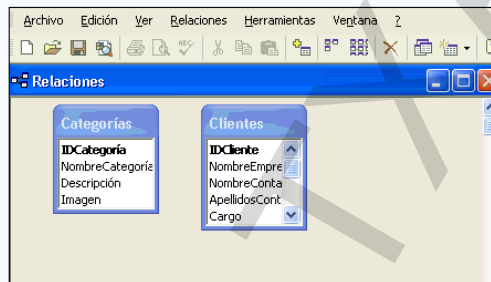 Archivo Edición Ver Relaciones Herramientas Ventana ?
Relaciones
Categorías
IDCategoría
NombreCategoría
Descripción
Imagen
Clientes
IDCliente
NombreEmpre
NombreConta
ApellidosCont
Cargo